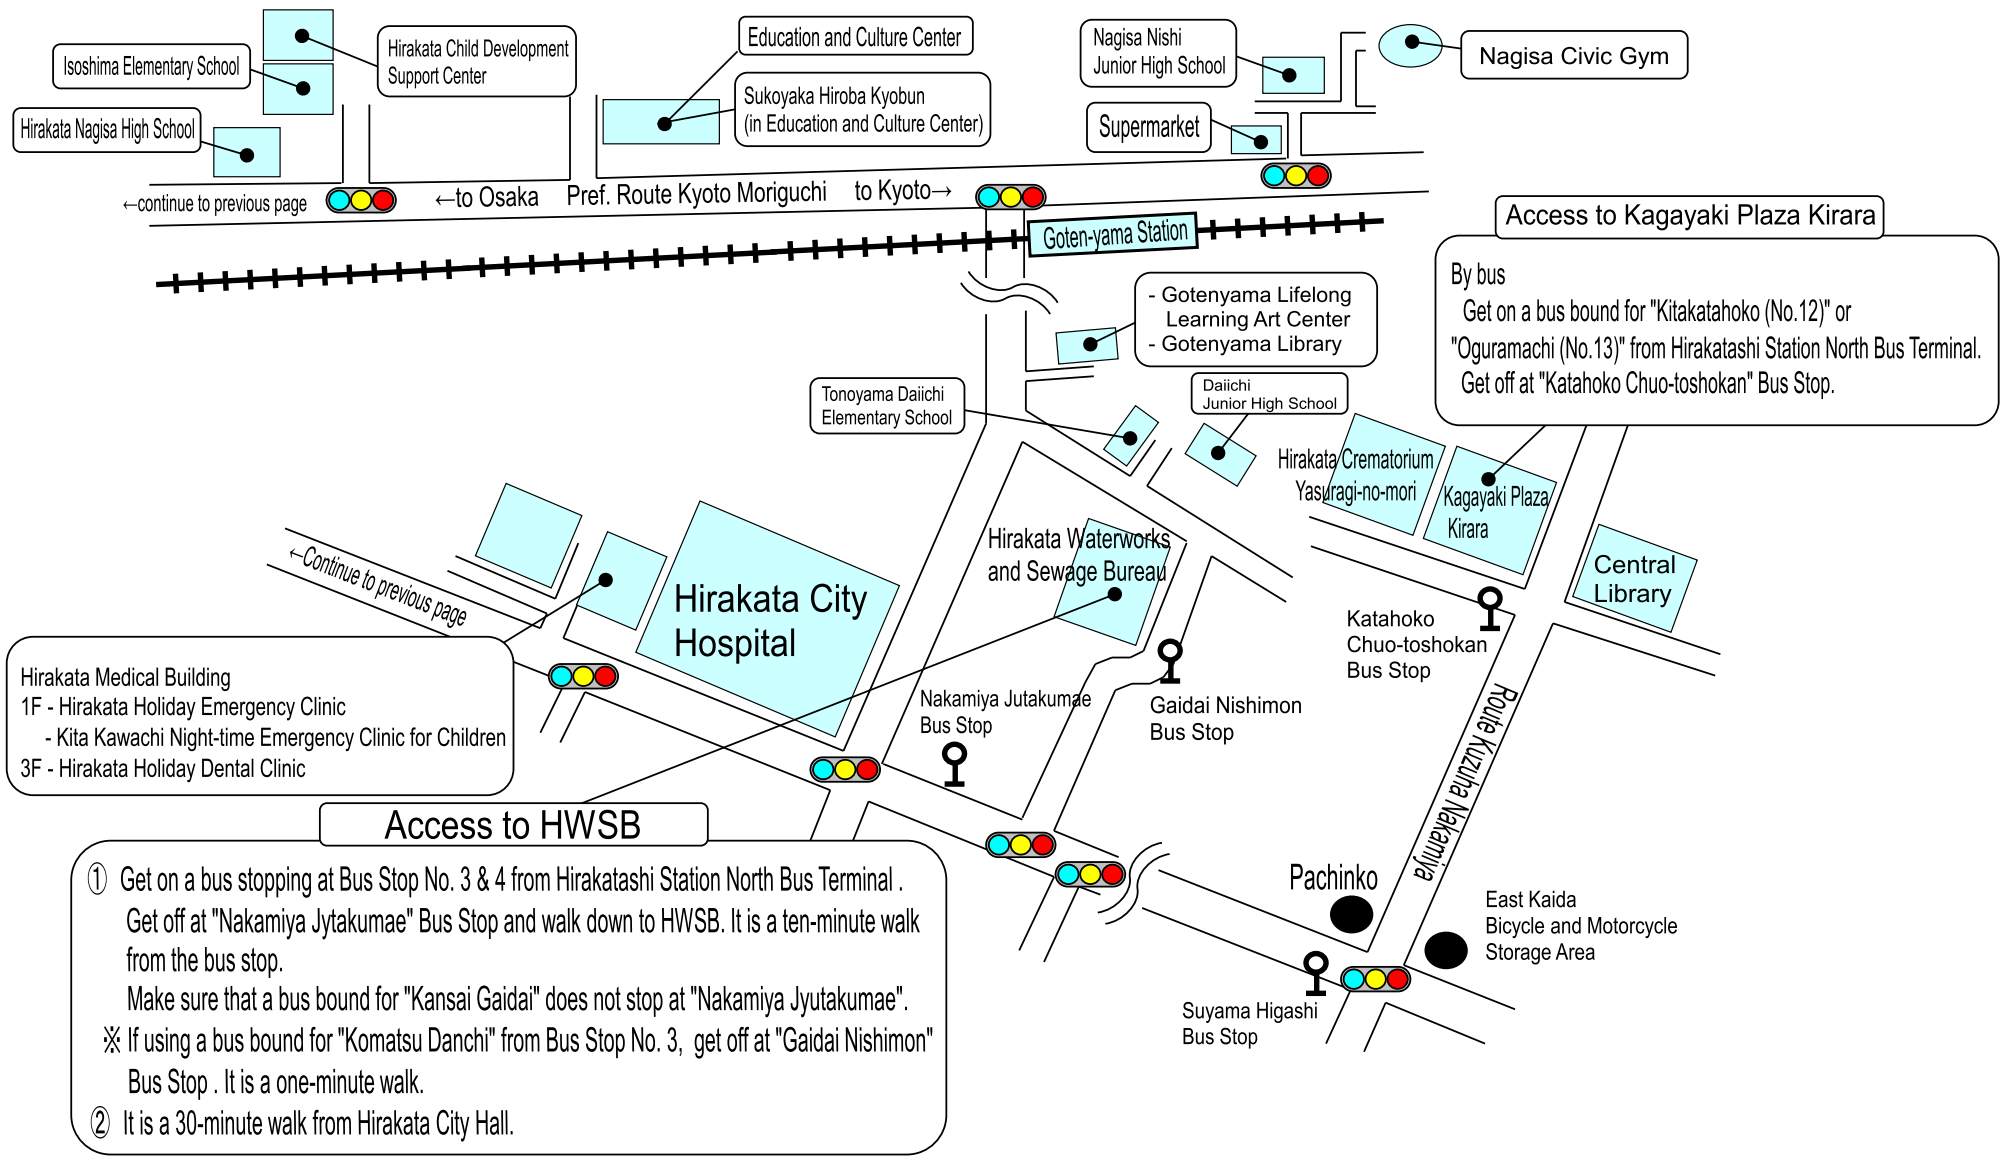 Isoshima Elementary School
Hirakata Child Development
Support Center
Hirakata Nagisa High School
Education and Culture Center
Sukoyaka Hiroba Kyobun
(in Education and Culture Center)
Nagisa Nishi
Junior High School
Nagisa Civic Gym
Supermarket
←continue to previous page
←to Osaka Pref. Route Kyoto Moriguchi to Kyoto→
Goten-yama Station
Access to Kagayaki Plaza Kirara
By bus
Get on a bus bound for "Kitakatahoko (No.12)" or
"Oguramachi (No.13)" from Hirakatashi Station North Bus Terminal.
Get off at "Katahoko Chuo-toshokan" Bus Stop.
- Gotenyama Lifelong
Learning Art Center
- Gotenyama Library
Tonoyama Daiichi
Elementary School
Daiichi
Junior High School
Hirakata Crematorium
Yasuragi-no-mori
Kagayaki Plaza
Kirara
Central
Library
←Continue to previous page
Hirakata City
Hospital
Hirakata Waterworks
and Sewage Bureau
Katahoko
Chuo-toshokan
Bus Stop
Hirakata Medical Building
1F - Hirakata Holiday Emergency Clinic
- Kita Kawachi Night-time Emergency Clinic for Children
3F - Hirakata Holiday Dental Clinic
Nakamiya Jutakumae
Bus Stop
Gaidai Nishimon
Bus Stop
Route Kuzuha Nakamiya
Pachinko
East Kaida
Bicycle and Motorcycle
Storage Area
Suyama Higashi
Bus Stop
Access to HWSB
① Get on a bus stopping at Bus Stop No. 3 & 4 from Hirakatashi Station North Bus Terminal .
Get off at "Nakamiya Jytakumae" Bus Stop and walk down to HWSB. It is a ten-minute walk
from the bus stop.
Make sure that a bus bound for "Kansai Gaidai" does not stop at "Nakamiya Jyutakumae".
※ If using a bus bound for "Komatsu Danchi" from Bus Stop No. 3, get off at "Gaidai Nishimon"
Bus Stop . It is a one-minute walk.
② It is a 30-minute walk from Hirakata City Hall.